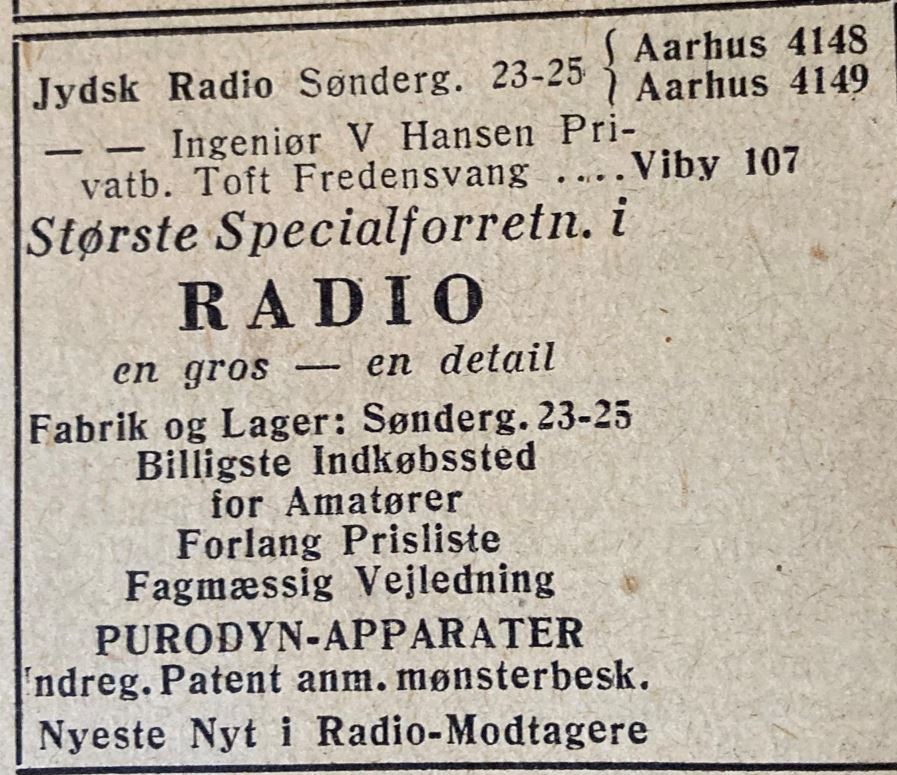 Jydsk Radio Sønderg. 23-25 { Aarhus 4148
} Aarhus 4149
— — Ingeniør V Hansen Pri-
vatb. Toft Fredensvang ....Viby 107
Største Specialforretn. i
RADIO
en gros — en detail
Fabrik og Lager: Sønderg. 23-25
Billigste Indkøbssted
for Amatører
Forlang Prisliste
Fagmæssig Vejledning
PURODYN-APPARATER
Indreg. Patent anm. mønsterbesk.
Nyeste Nyt i Radio-Modtagere